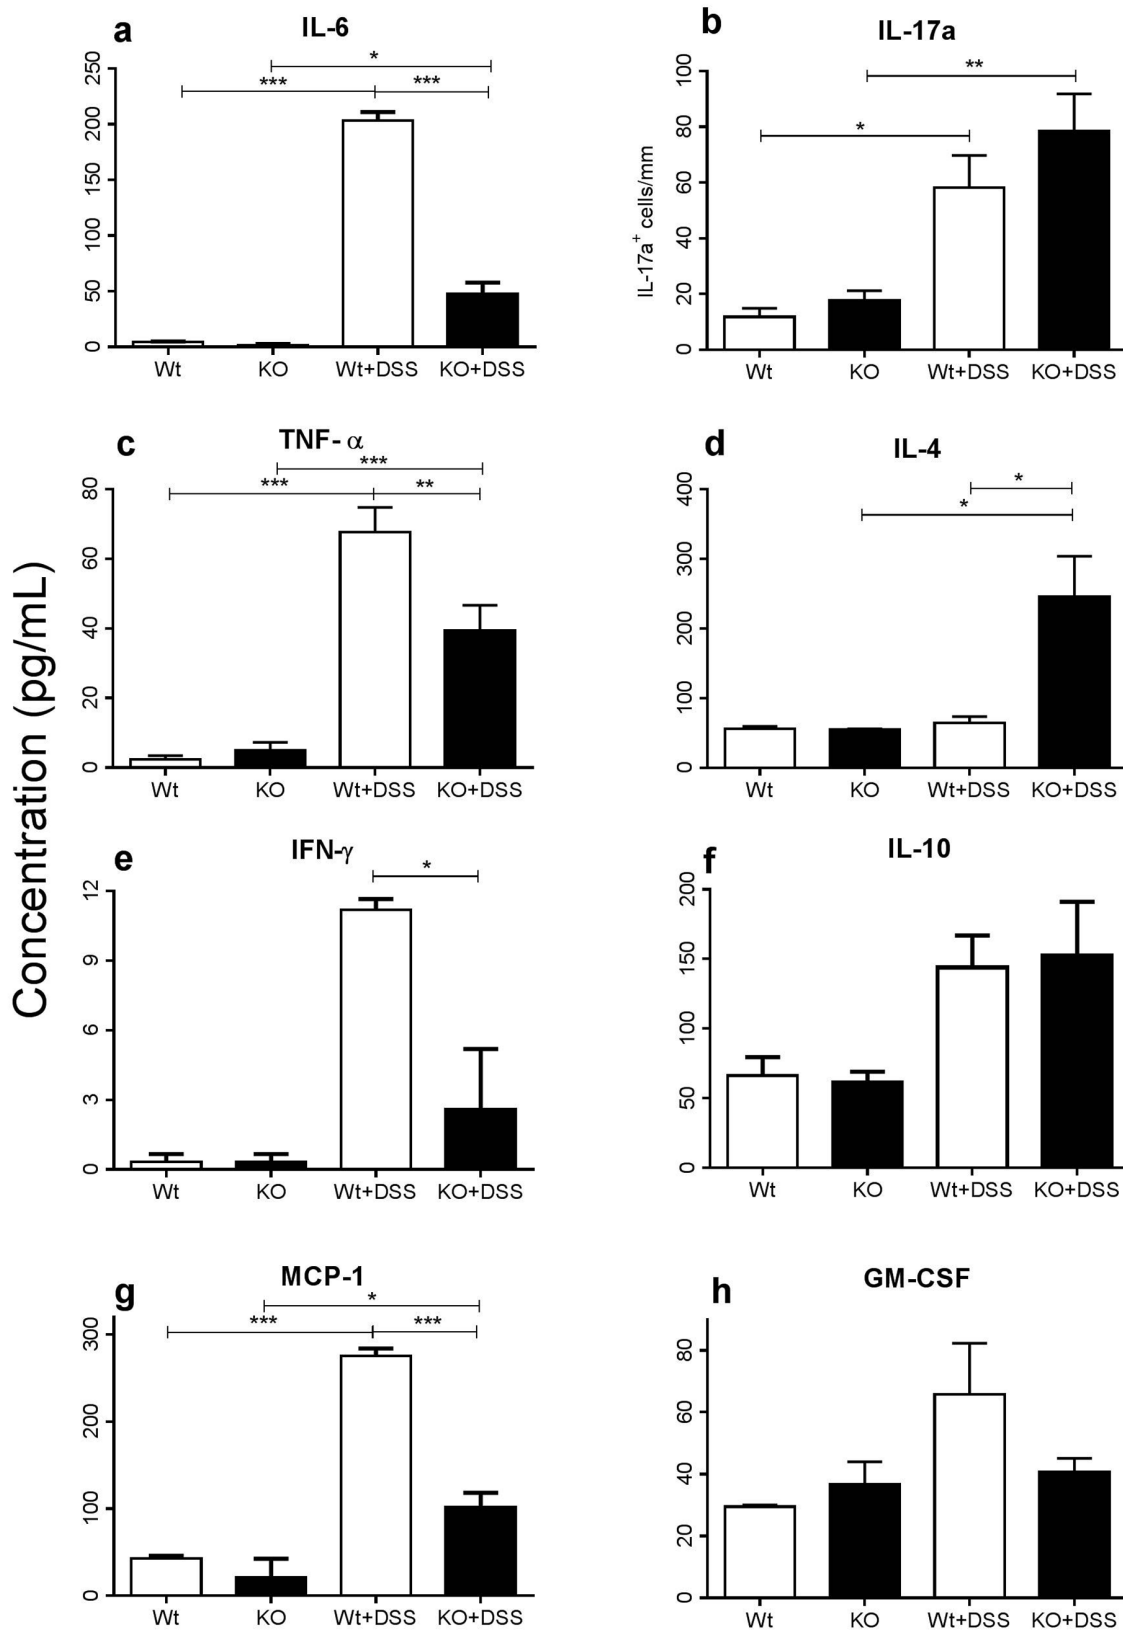 Concentration (pg/mL)
a
IL-6
*
***
***
250
200
150
100
50
0
Wt
KO
Wt+DSS
KO+DSS
b
IL-17a
**
*
IL-17a⁺ cells/mm
100
80
60
40
20
0
Wt
KO
Wt+DSS
KO+DSS
c
TNF- α
***
***
**
80
60
40
20
0
Wt
KO
Wt+DSS
KO+DSS
d
IL-4
*
*
400
300
200
100
0
Wt
KO
Wt+DSS
KO+DSS
e
IFN-γ
*
12
9
6
3
0
Wt
KO
Wt+DSS
KO+DSS
f
IL-10
200
150
100
50
0
Wt
KO
Wt+DSS
KO+DSS
g
MCP-1
*
***
***
300
200
100
0
Wt
KO
Wt+DSS
KO+DSS
h
GM-CSF
80
60
40
20
0
Wt
KO
Wt+DSS
KO+DSS